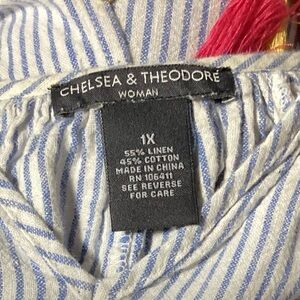 CHELSEA & THEODORE
WOMAN
1X
55% LINEN
45% COTTON
MADE IN CHINA
RN 106411
SEE REVERSE
FOR CARE